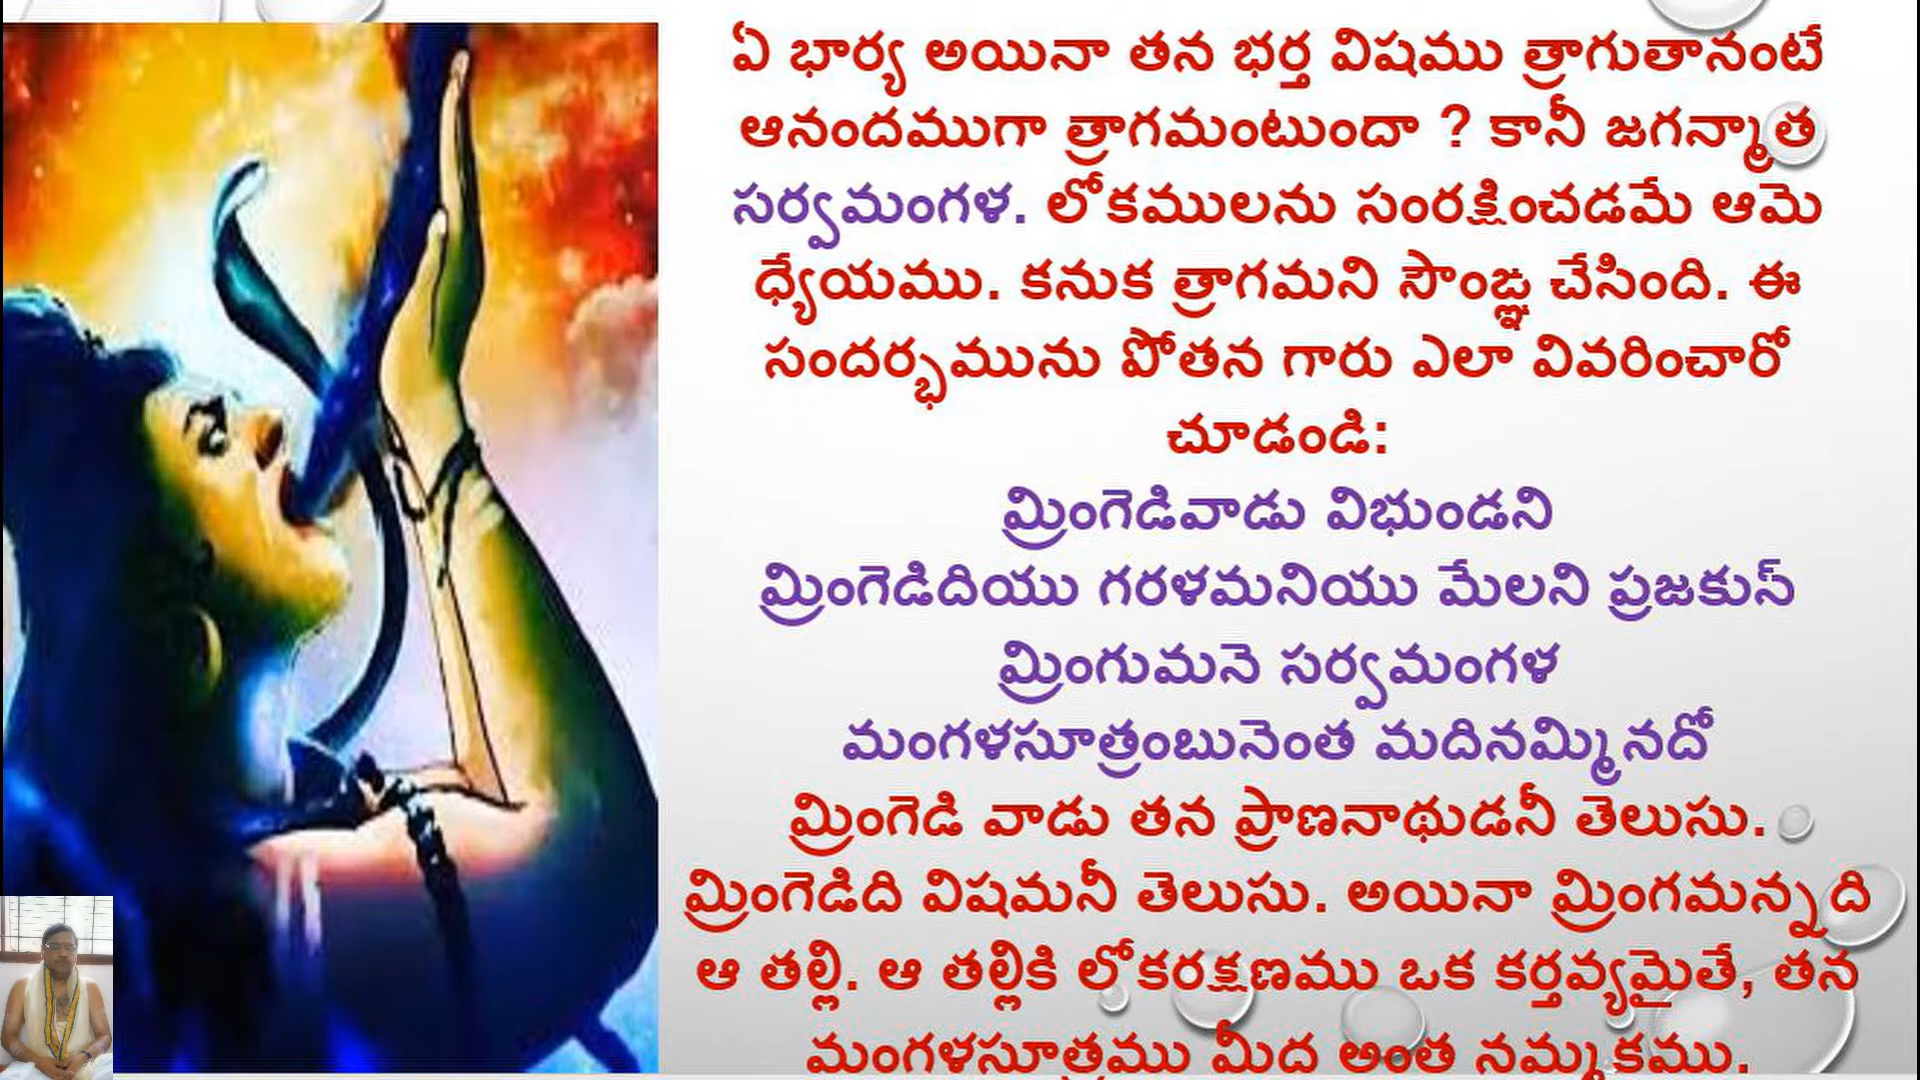 ఏ భార్య అయినా తన భర్త విషము త్రాగుతానంటే
ఆనందముగా త్రాగమంటుందా ? కానీ జగన్మాత
సర్వమంగళ. లోకములను సంరక్షించడమే ఆమె
ధ్యేయము. కనుక త్రాగమని సౌంజ్ఞ చేసింది. ఈ
సందర్భమును పోతన గారు ఎలా వివరించారో
చూడండి:
మ్రింగెడివాడు విభుండని
మ్రింగెడిదియు గరళమనియు మేలని ప్రజకున్
మ్రింగుమనె సర్వమంగళ
మంగళసూత్రంబునెంత మదినమ్మినదో
మ్రింగెడి వాడు తన ప్రాణనాథుడనీ తెలుసు.
మ్రింగెడిది విషమనీ తెలుసు. అయినా మ్రింగమన్నది
ఆ తల్లి. ఆ తల్లికి లోకరక్షణము ఒక కర్తవ్యమైతే, తన
మంగళసూత్రము మీద అంత నమ్మకము.